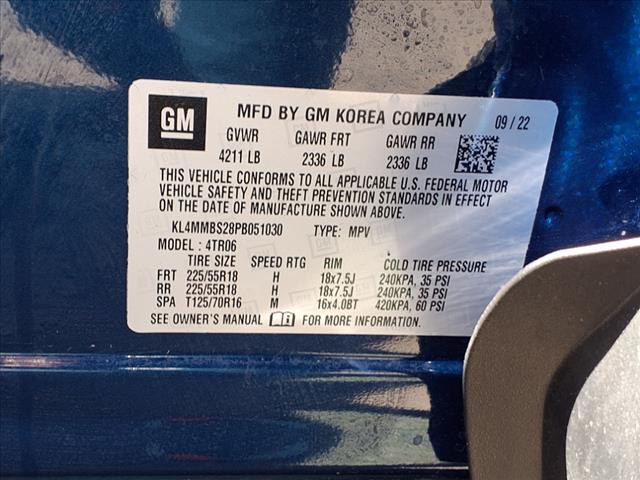 GM MFD BY GM KOREA COMPANY 09 / 22
GVWR GAWR FRT GAWR RR
4211 LB 2336 LB 2336 LB
THIS VEHICLE CONFORMS TO ALL APPLICABLE U.S. FEDERAL MOTOR
VEHICLE SAFETY AND THEFT PREVENTION STANDARDS IN EFFECT
ON THE DATE OF MANUFACTURE SHOWN ABOVE.
KL4MMBS28PB051030 TYPE: MPV
MODEL : 4TR06
TIRE SIZE SPEED RTG RIM COLD TIRE PRESSURE
FRT 225/55R18 H 18x7.5J 240KPA, 35 PSI
RR 225/55R18 H 18x7.5J 240KPA, 35 PSI
SPA T125/70R16 M 16x4.0BT 420KPA, 60 PSI
SEE OWNER'S MANUAL FOR MORE INFORMATION.